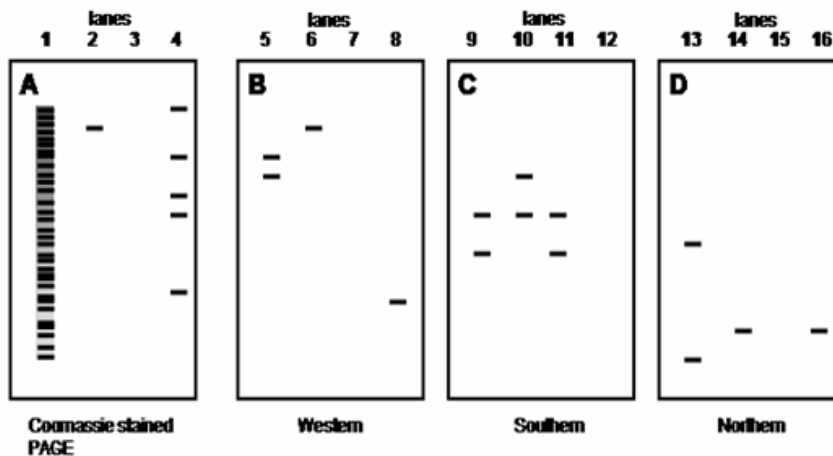 lanes lanes lanes lanes
1 2 3 4 5 6 7 8 9 10 11 12 13 14 15 16
A B C D
Coomassie stained Western Southern Northern
PAGE